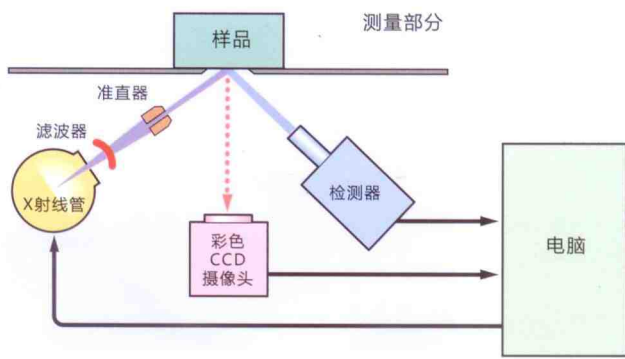 样品
测量部分
准直器
滤波器
X射线管
检测器
彩色
CCD
摄像头
电脑